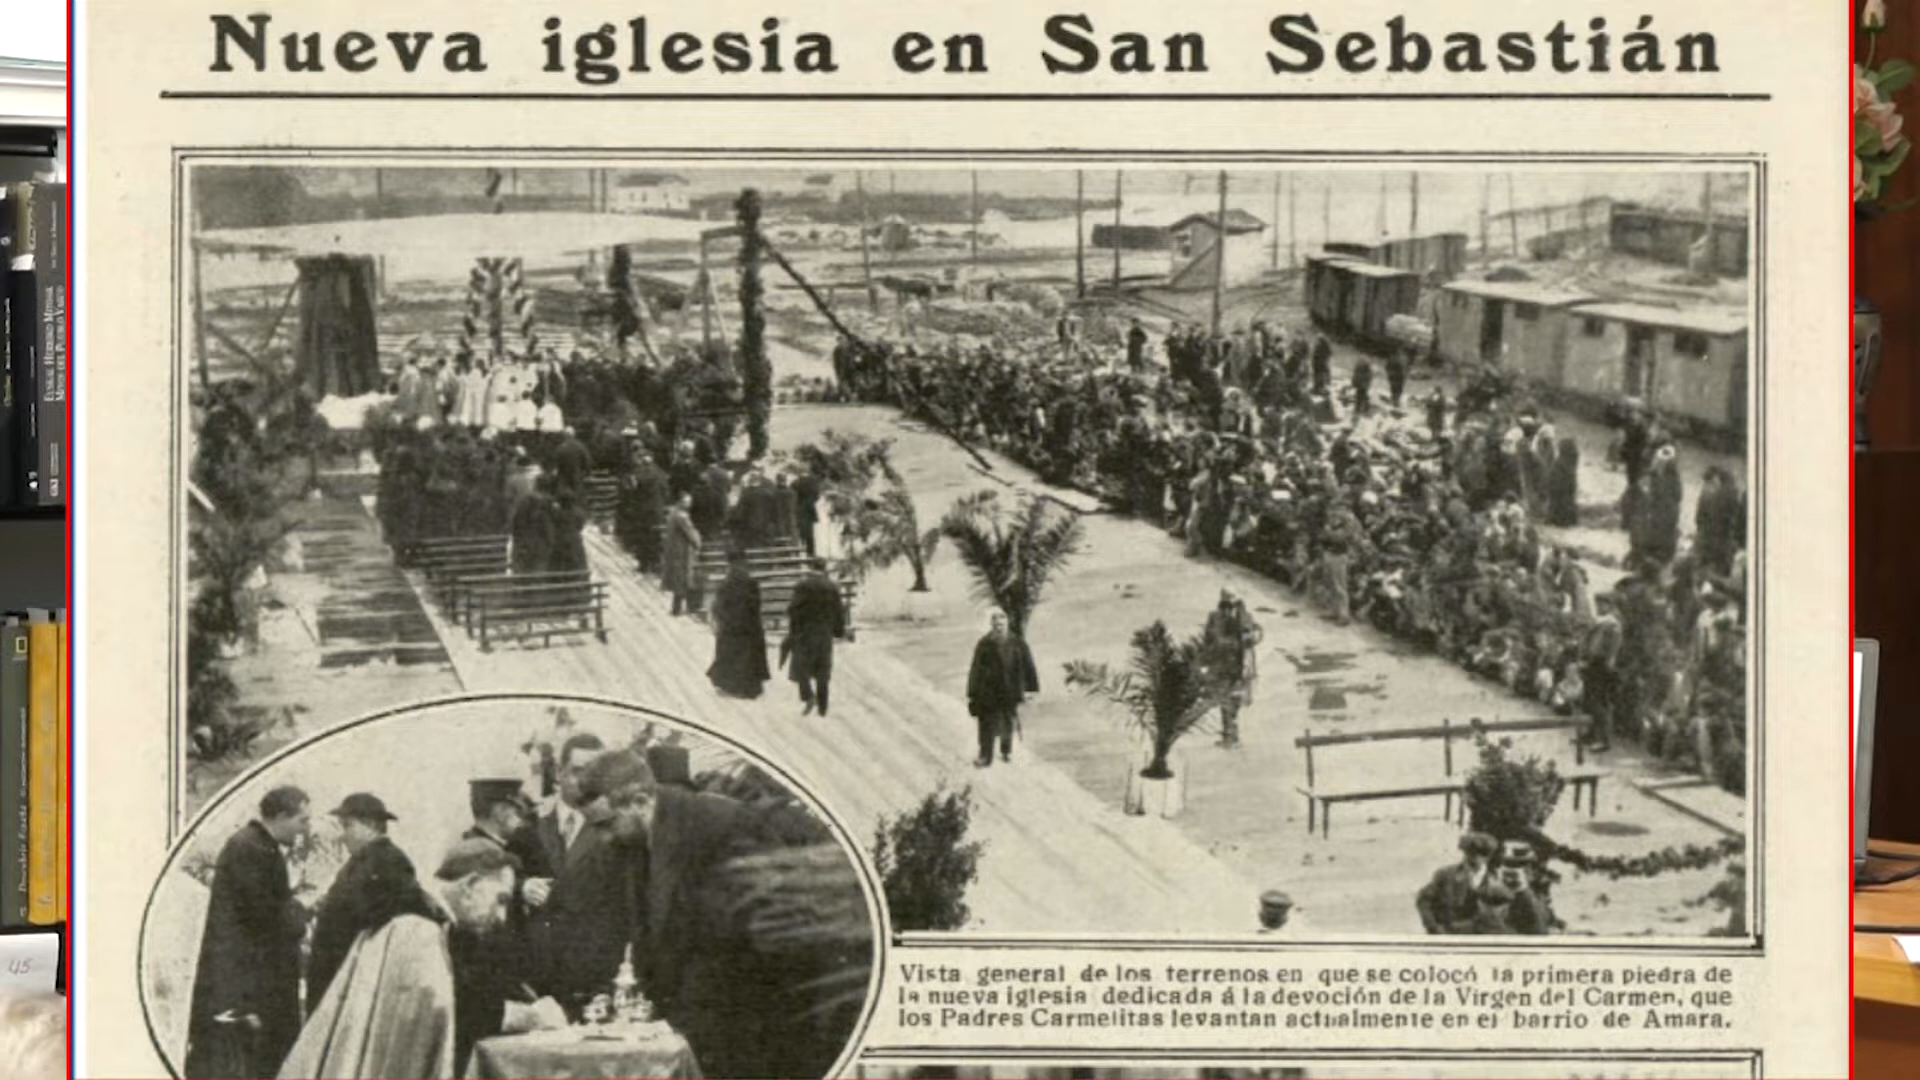 Nueva iglesia en San Sebastián
Vista general de los terrenos en que se colocó la primera piedra de
la nueva iglesia dedicada á la devoción de la Virgen del Carmen, que
los Padres Carmelitas levantan actualmente en el barrio de Amara.
45